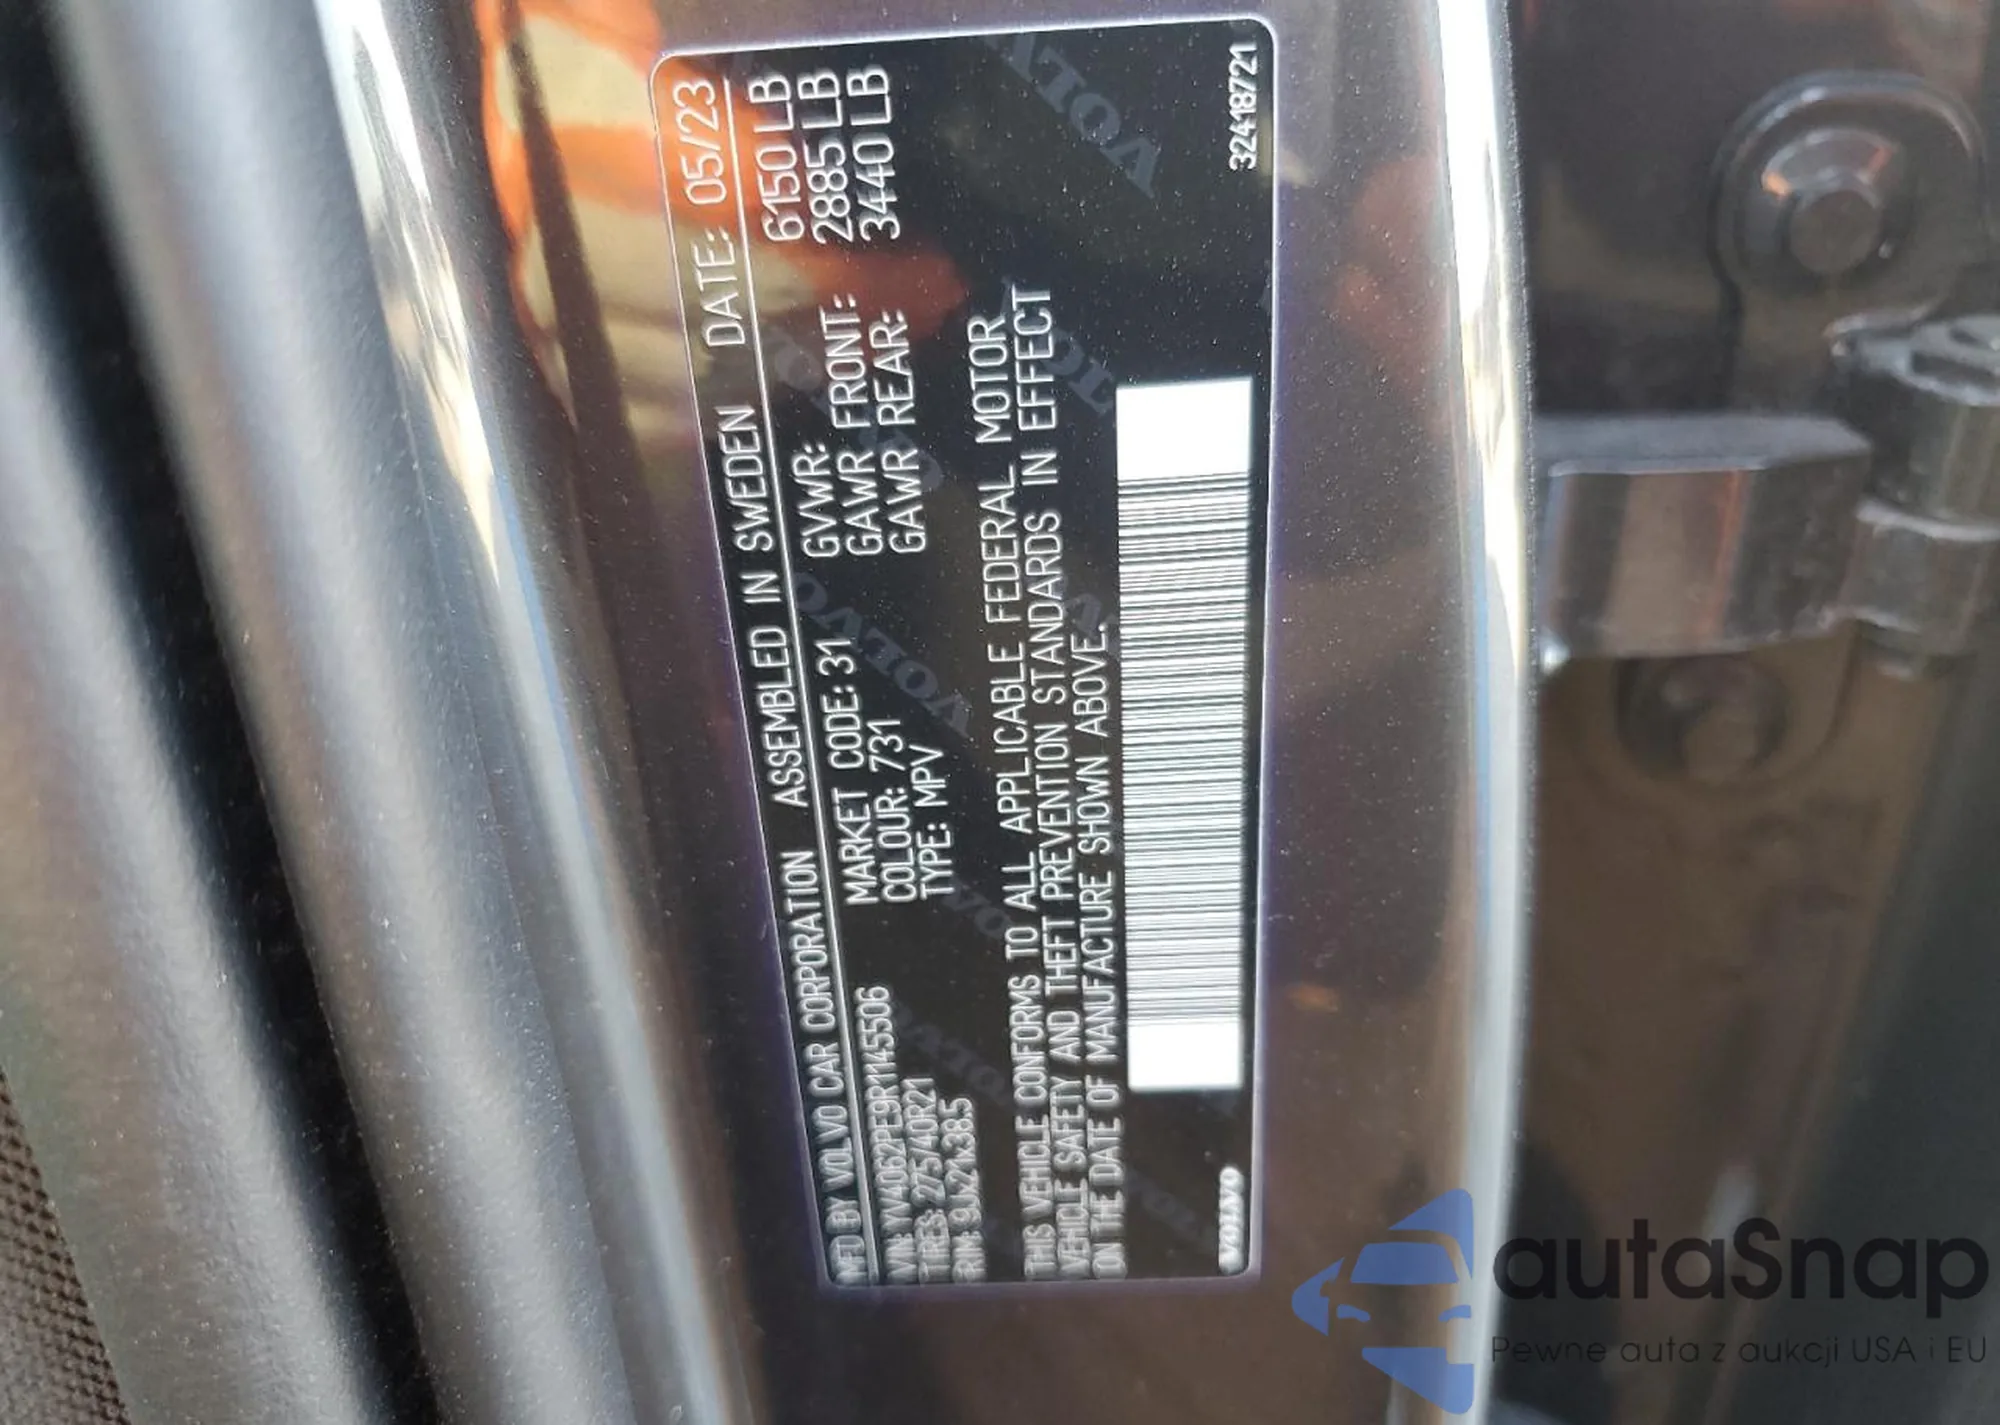 MFD BY VOLVO CAR CORPORATION ASSEMBLED IN SWEDEN DATE: 05/23
VIN: YV4062PE9R1145506 MARKET CODE: 31 GVWR: 6150 LB
TIRES: 275/40R21 COLOUR: 731 GAWR FRONT: 2885 LB
RIM: 9Jx21x38.5 TYPE: MPV GAWR REAR: 3440 LB
THIS VEHICLE CONFORMS TO ALL APPLICABLE FEDERAL MOTOR
VEHICLE SAFETY AND THEFT PREVENTION STANDARDS IN EFFECT
ON THE DATE OF MANUFACTURE SHOWN ABOVE.
VOLVO 32418721
autoSnap
Pewne auta z aukcji USA i EU